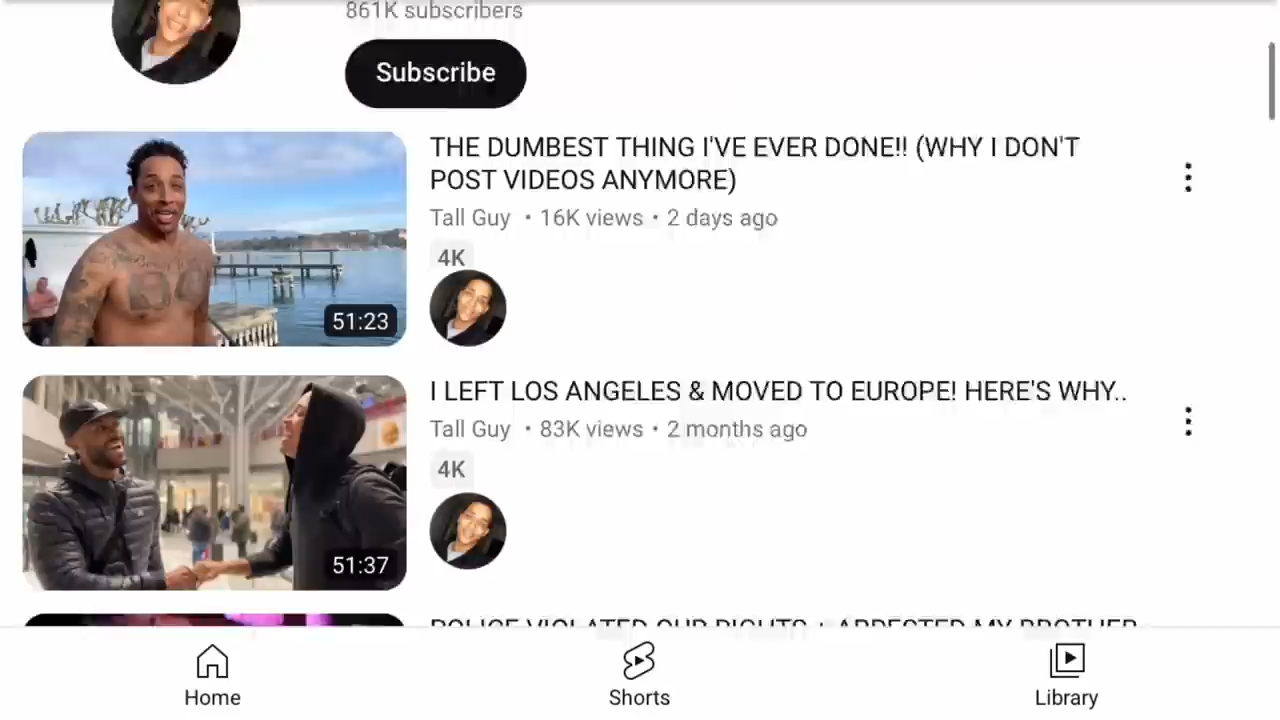 861K subscribers
Subscribe
THE DUMBEST THING I'VE EVER DONE!! (WHY I DON'T
POST VIDEOS ANYMORE)
Tall Guy • 16K views • 2 days ago
4K
51:23
I LEFT LOS ANGELES & MOVED TO EUROPE! HERE'S WHY..
Tall Guy • 83K views • 2 months ago
4K
51:37
POLICE VIOLATED OUR RIGHTS + ARRESTED MY BROTHER
Home
Shorts
Library